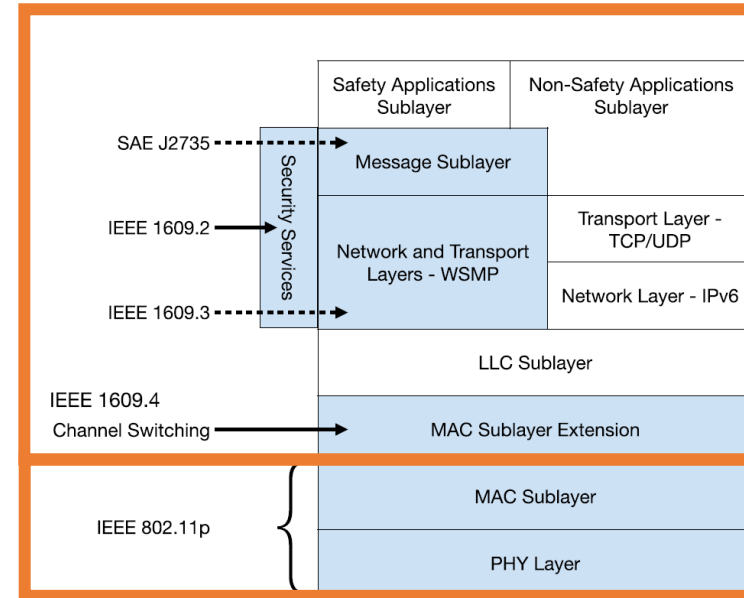 Safety Applications
Sublayer
Non-Safety Applications
Sublayer
SAE J2735
Message Sublayer
Security Services
IEEE 1609.2
Network and Transport
Layers - WSMP
Transport Layer -
TCP/UDP
IEEE 1609.3
Network Layer - IPv6
LLC Sublayer
IEEE 1609.4
Channel Switching
MAC Sublayer Extension
MAC Sublayer
IEEE 802.11p
PHY Layer